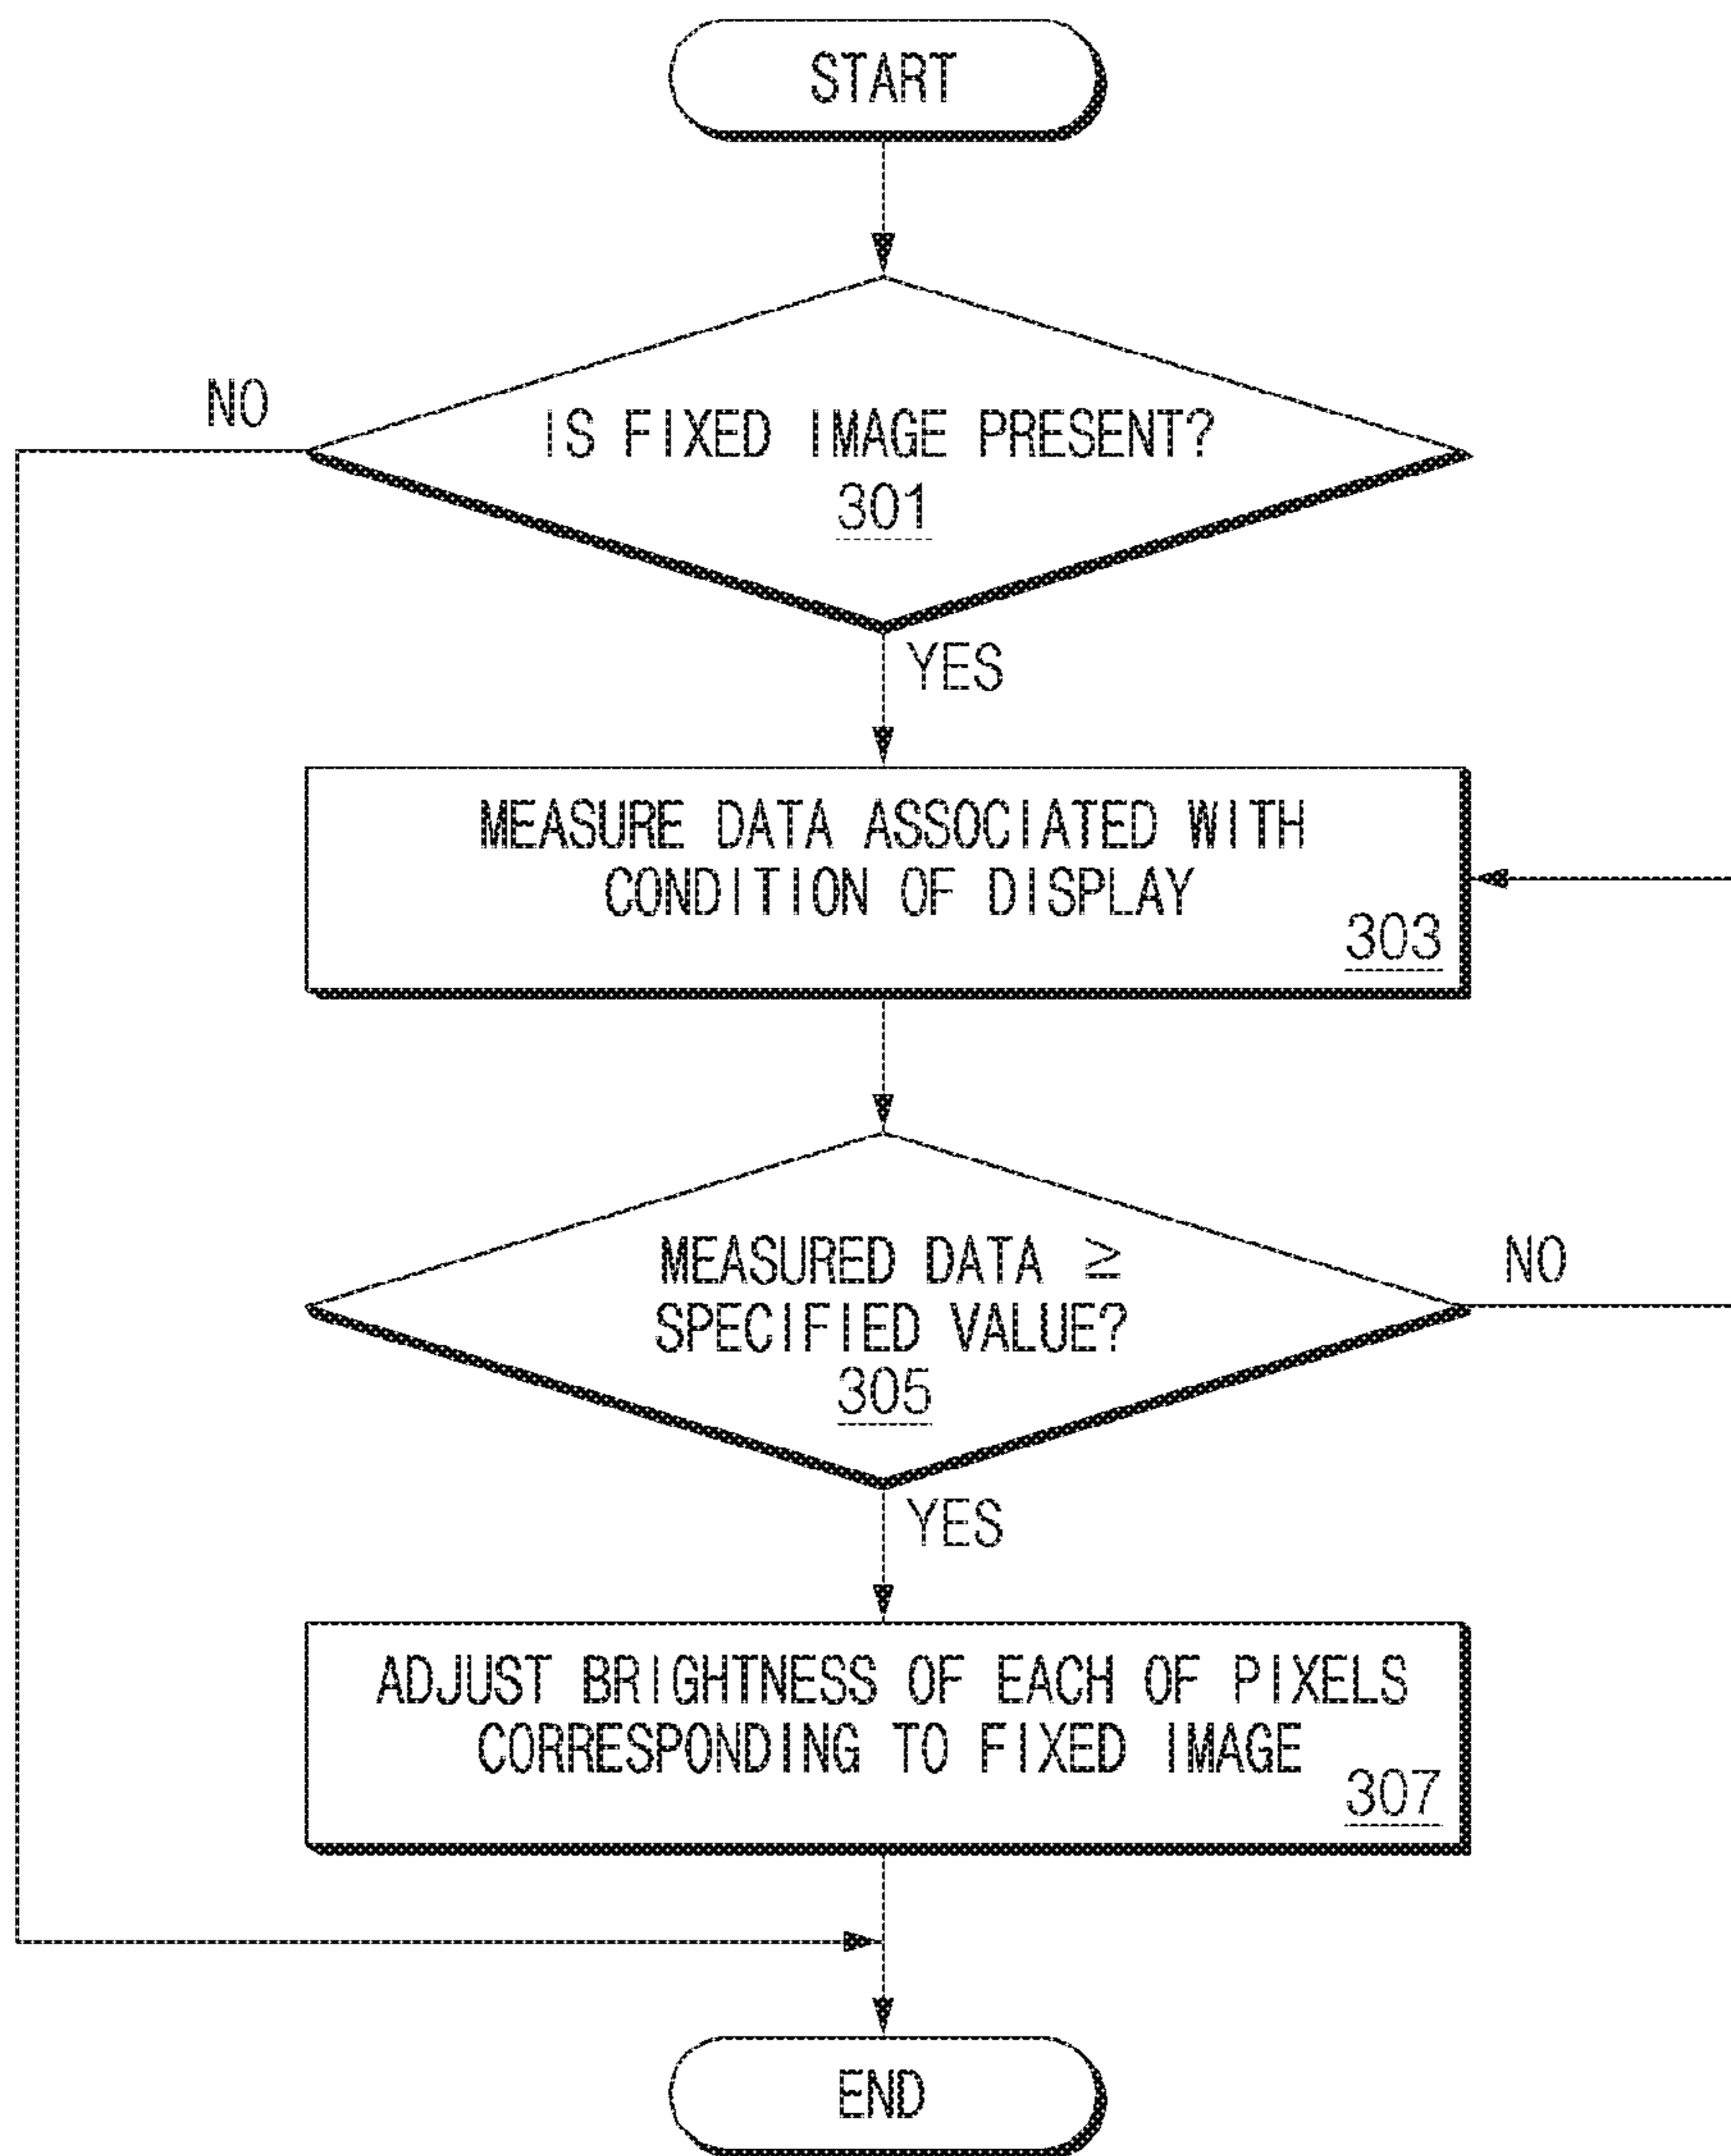 START
NO
IS FIXED IMAGE PRESENT?
301
YES
MEASURE DATA ASSOCIATED WITH
CONDITION OF DISPLAY
303
MEASURED DATA ≥
SPECIFIED VALUE?
305
NO
YES
ADJUST BRIGHTNESS OF EACH OF PIXELS
CORRESPONDING TO FIXED IMAGE
307
END